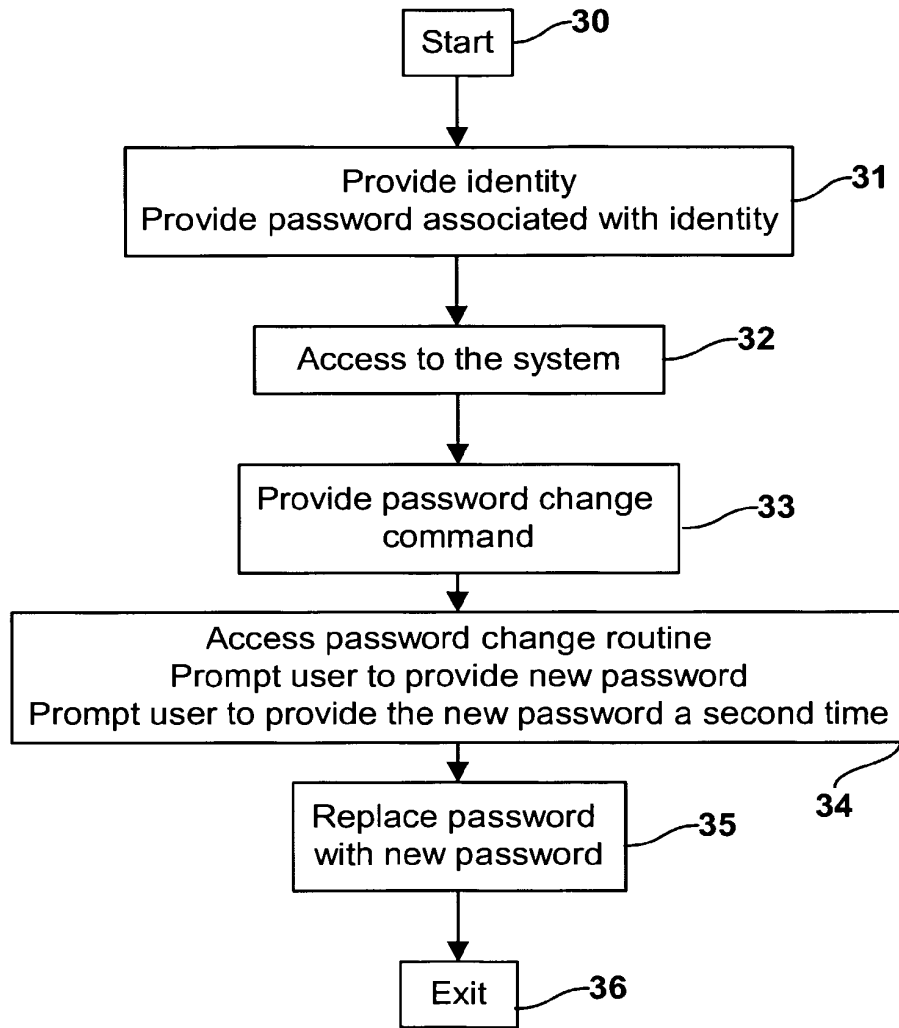 Start
30
Provide identity
Provide password associated with identity
31
Access to the system
32
Provide password change
command
33
Access password change routine
Prompt user to provide new password
Prompt user to provide the new password a second time
34
Replace password
with new password
35
Exit
36